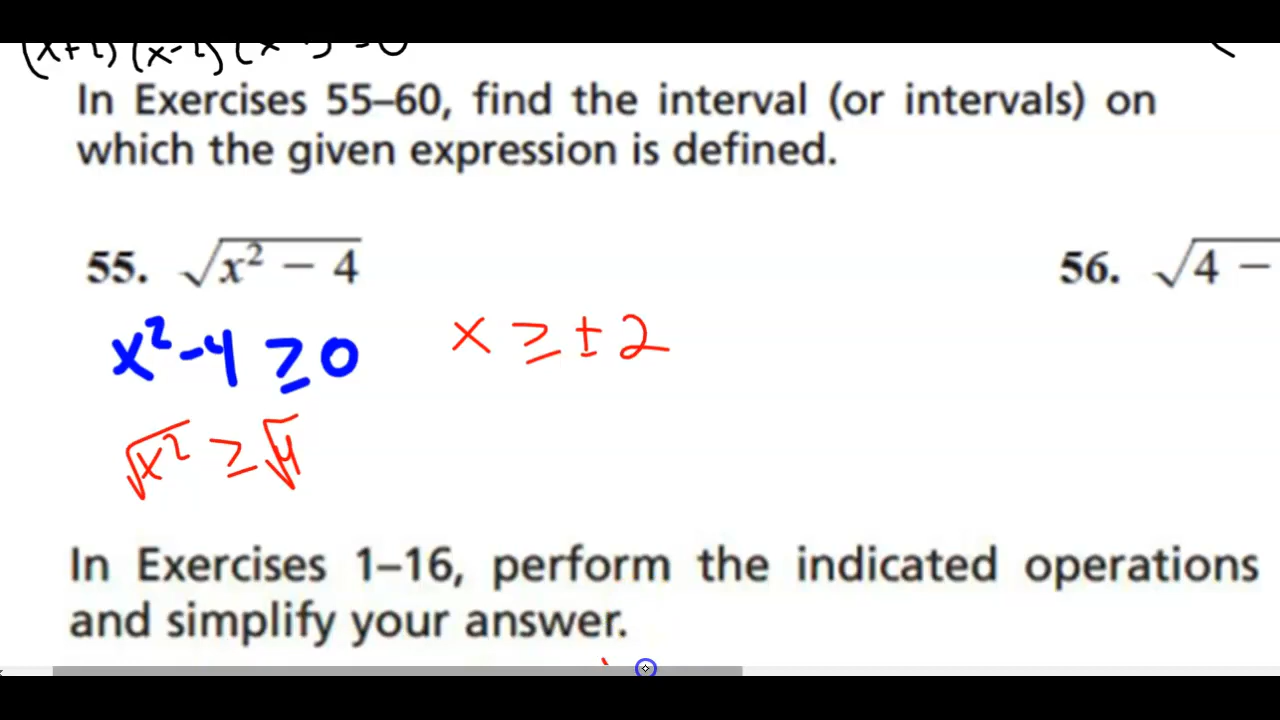 In Exercises 55–60, find the interval (or intervals) on
which the given expression is defined.
55. √x² − 4
56. √4 −
x² - 4 ≥ 0
x ≥ ± 2
√x² ≥ √4
In Exercises 1–16, perform the indicated operations
and simplify your answer.